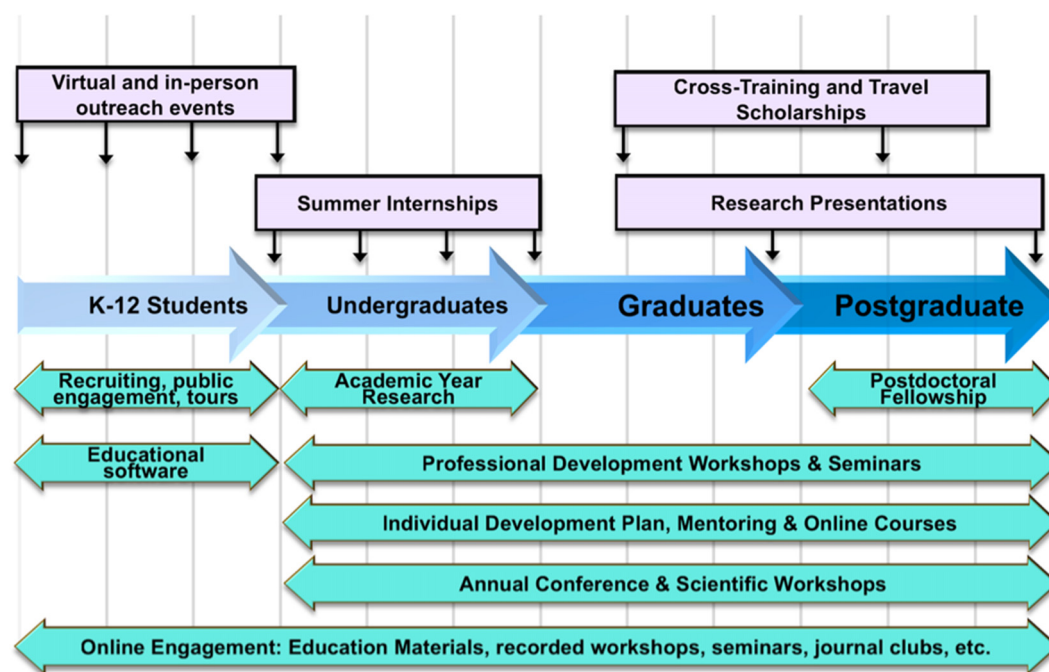 Virtual and in-person
outreach events
Cross-Training and Travel
Scholarships
Summer Internships
Research Presentations
K-12 Students
Undergraduates
Graduates
Postgraduate
Recruiting, public
engagement, tours
Academic Year
Research
Postdoctoral
Fellowship
Educational
software
Professional Development Workshops & Seminars
Individual Development Plan, Mentoring & Online Courses
Annual Conference & Scientific Workshops
Online Engagement: Education Materials, recorded workshops, seminars, journal clubs, etc.